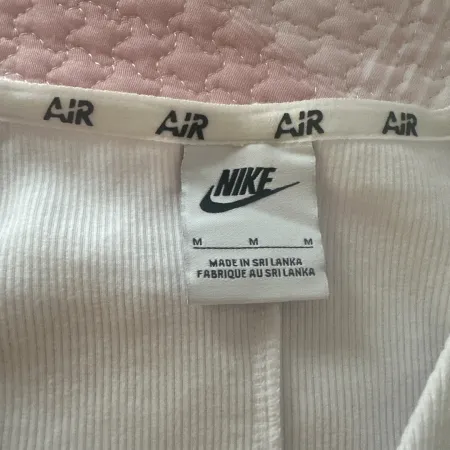 AIR AIR AIR AIR
NIKE
M M M
MADE IN SRI LANKA
FABRIQUE AU SRI LANKA